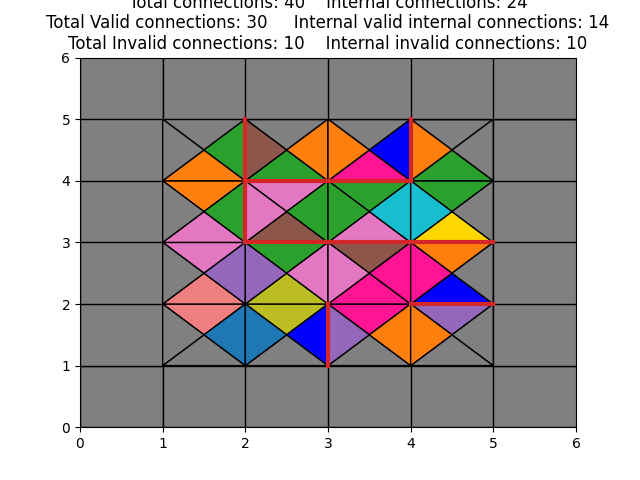 Total connections: 40    Internal connections: 24
Total Valid connections: 30    Internal valid internal connections: 14
Total Invalid connections: 10    Internal invalid connections: 10
6
5
4
3
2
1
0
0 1 2 3 4 5 6